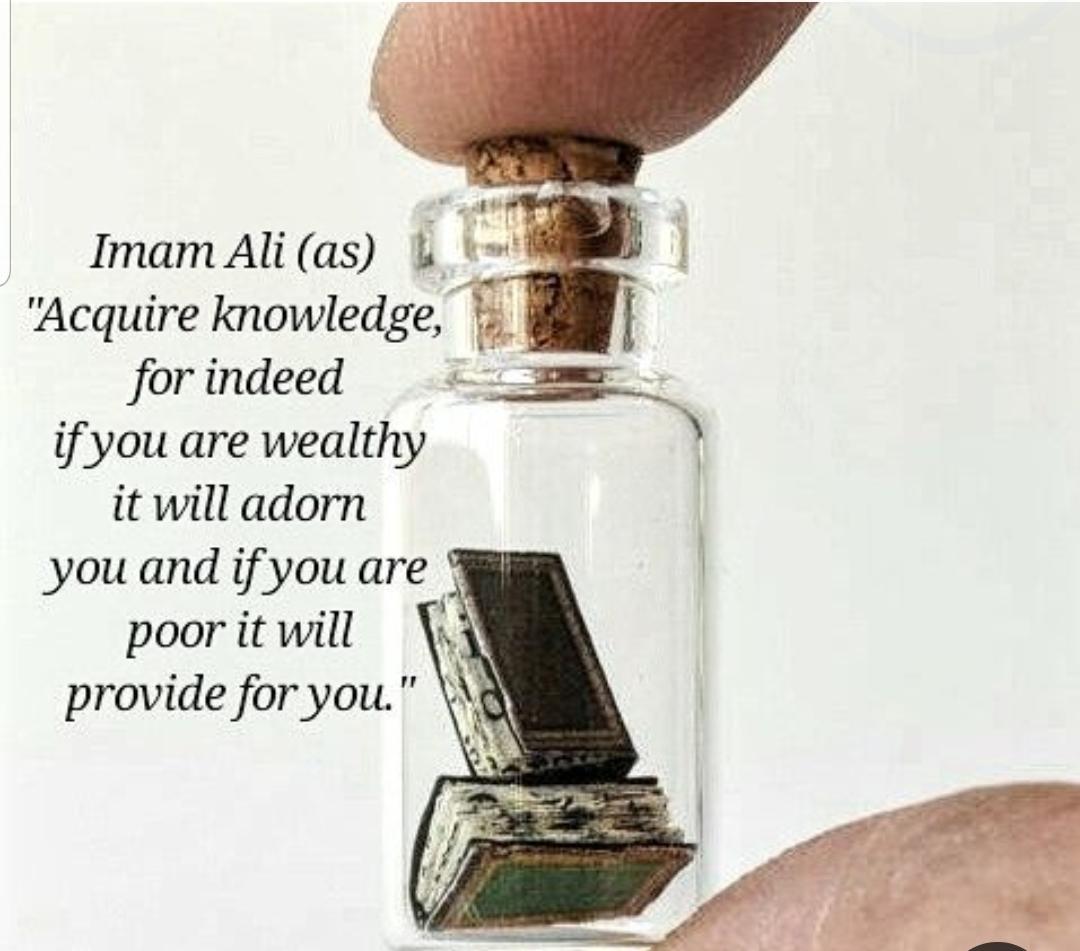 Imam Ali (as)
"Acquire knowledge,
for indeed
if you are wealthy
it will adorn
you and if you are
poor it will
provide for you."